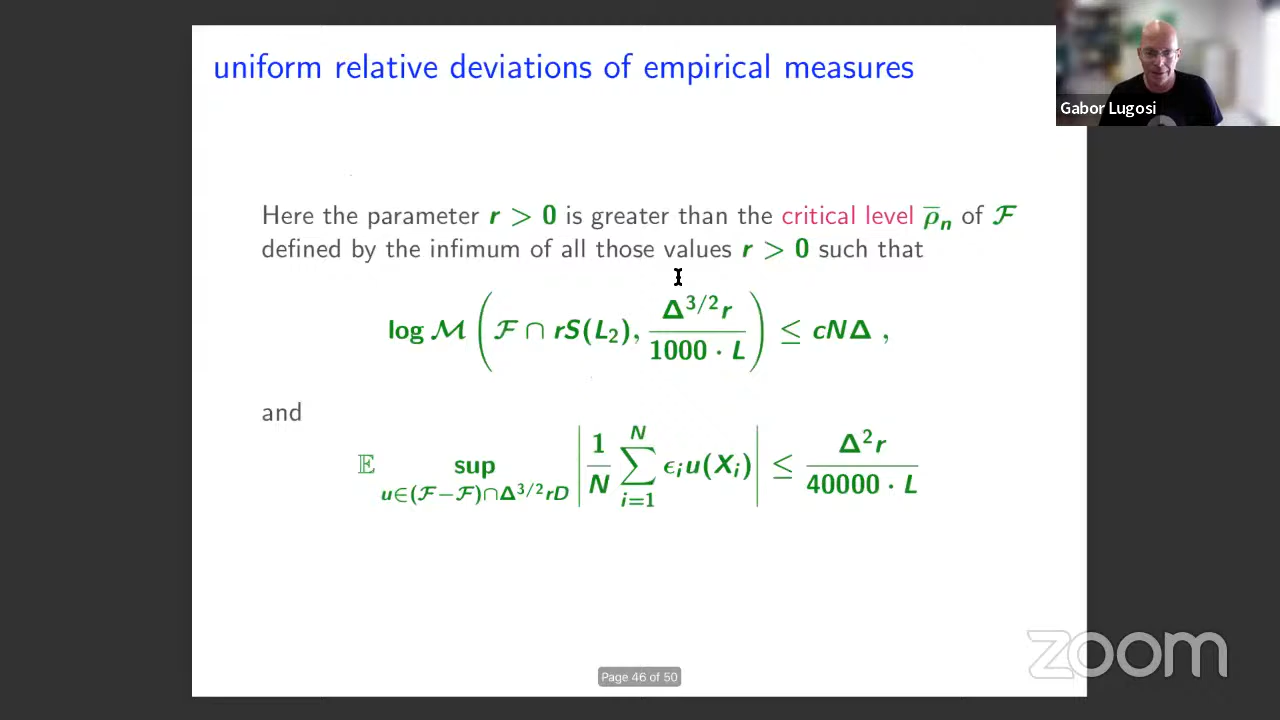 uniform relative deviations of empirical measures
Gabor Lugosi
Here the parameter r > 0 is greater than the critical level ρ̅ₙ of ℱ
defined by the infimum of all those values r > 0 such that
log ℳ (ℱ ∩ rS(L₂), Δ^{3/2}r / 1000 · L) ≤ cNΔ ,
and
𝔼 sup_{u∈(ℱ−ℱ)∩Δ^{3/2}rD} | 1/N ∑_{i=1}^{N} ϵᵢu(Xᵢ) | ≤ Δ²r / 40000 · L
zoom
Page 46 of 50